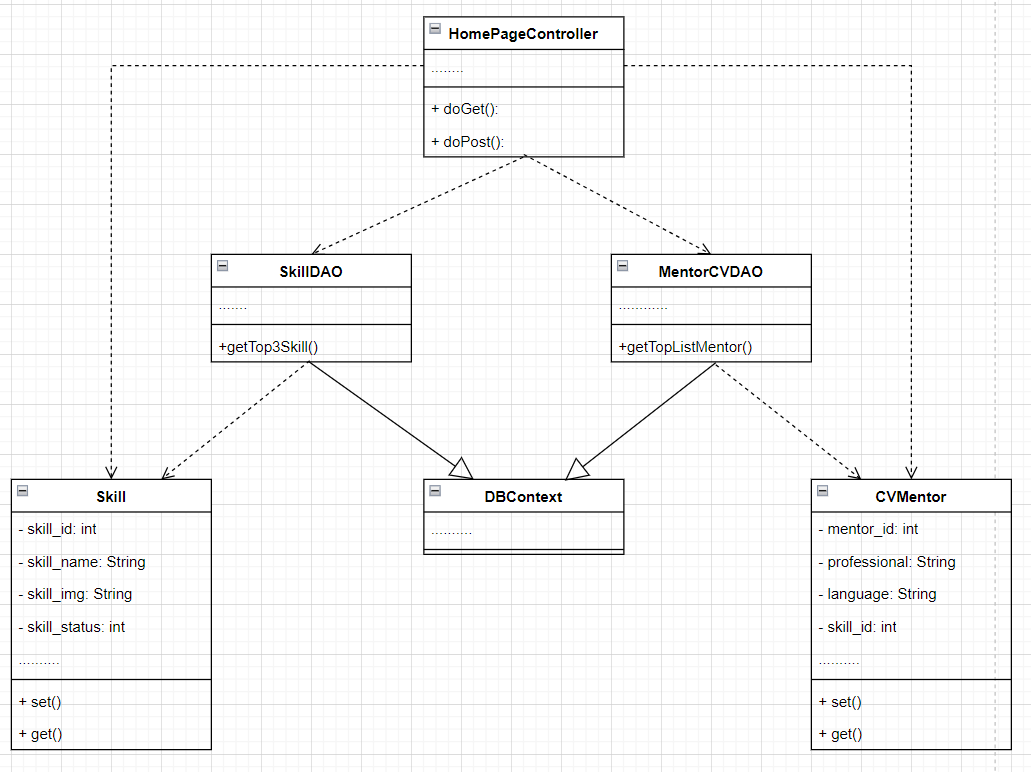 HomePageController
........
+ doGet():
+ doPost():
SkillDAO
.......
+getTop3Skill()
MentorCVDAO
............
+getTopListMentor()
Skill
- skill_id: int
- skill_name: String
- skill_img: String
- skill_status: int
..........
+ set()
+ get()
DBContext
..........
CVMentor
- mentor_id: int
- professional: String
- language: String
- skill_id: int
..........
+ set()
+ get()